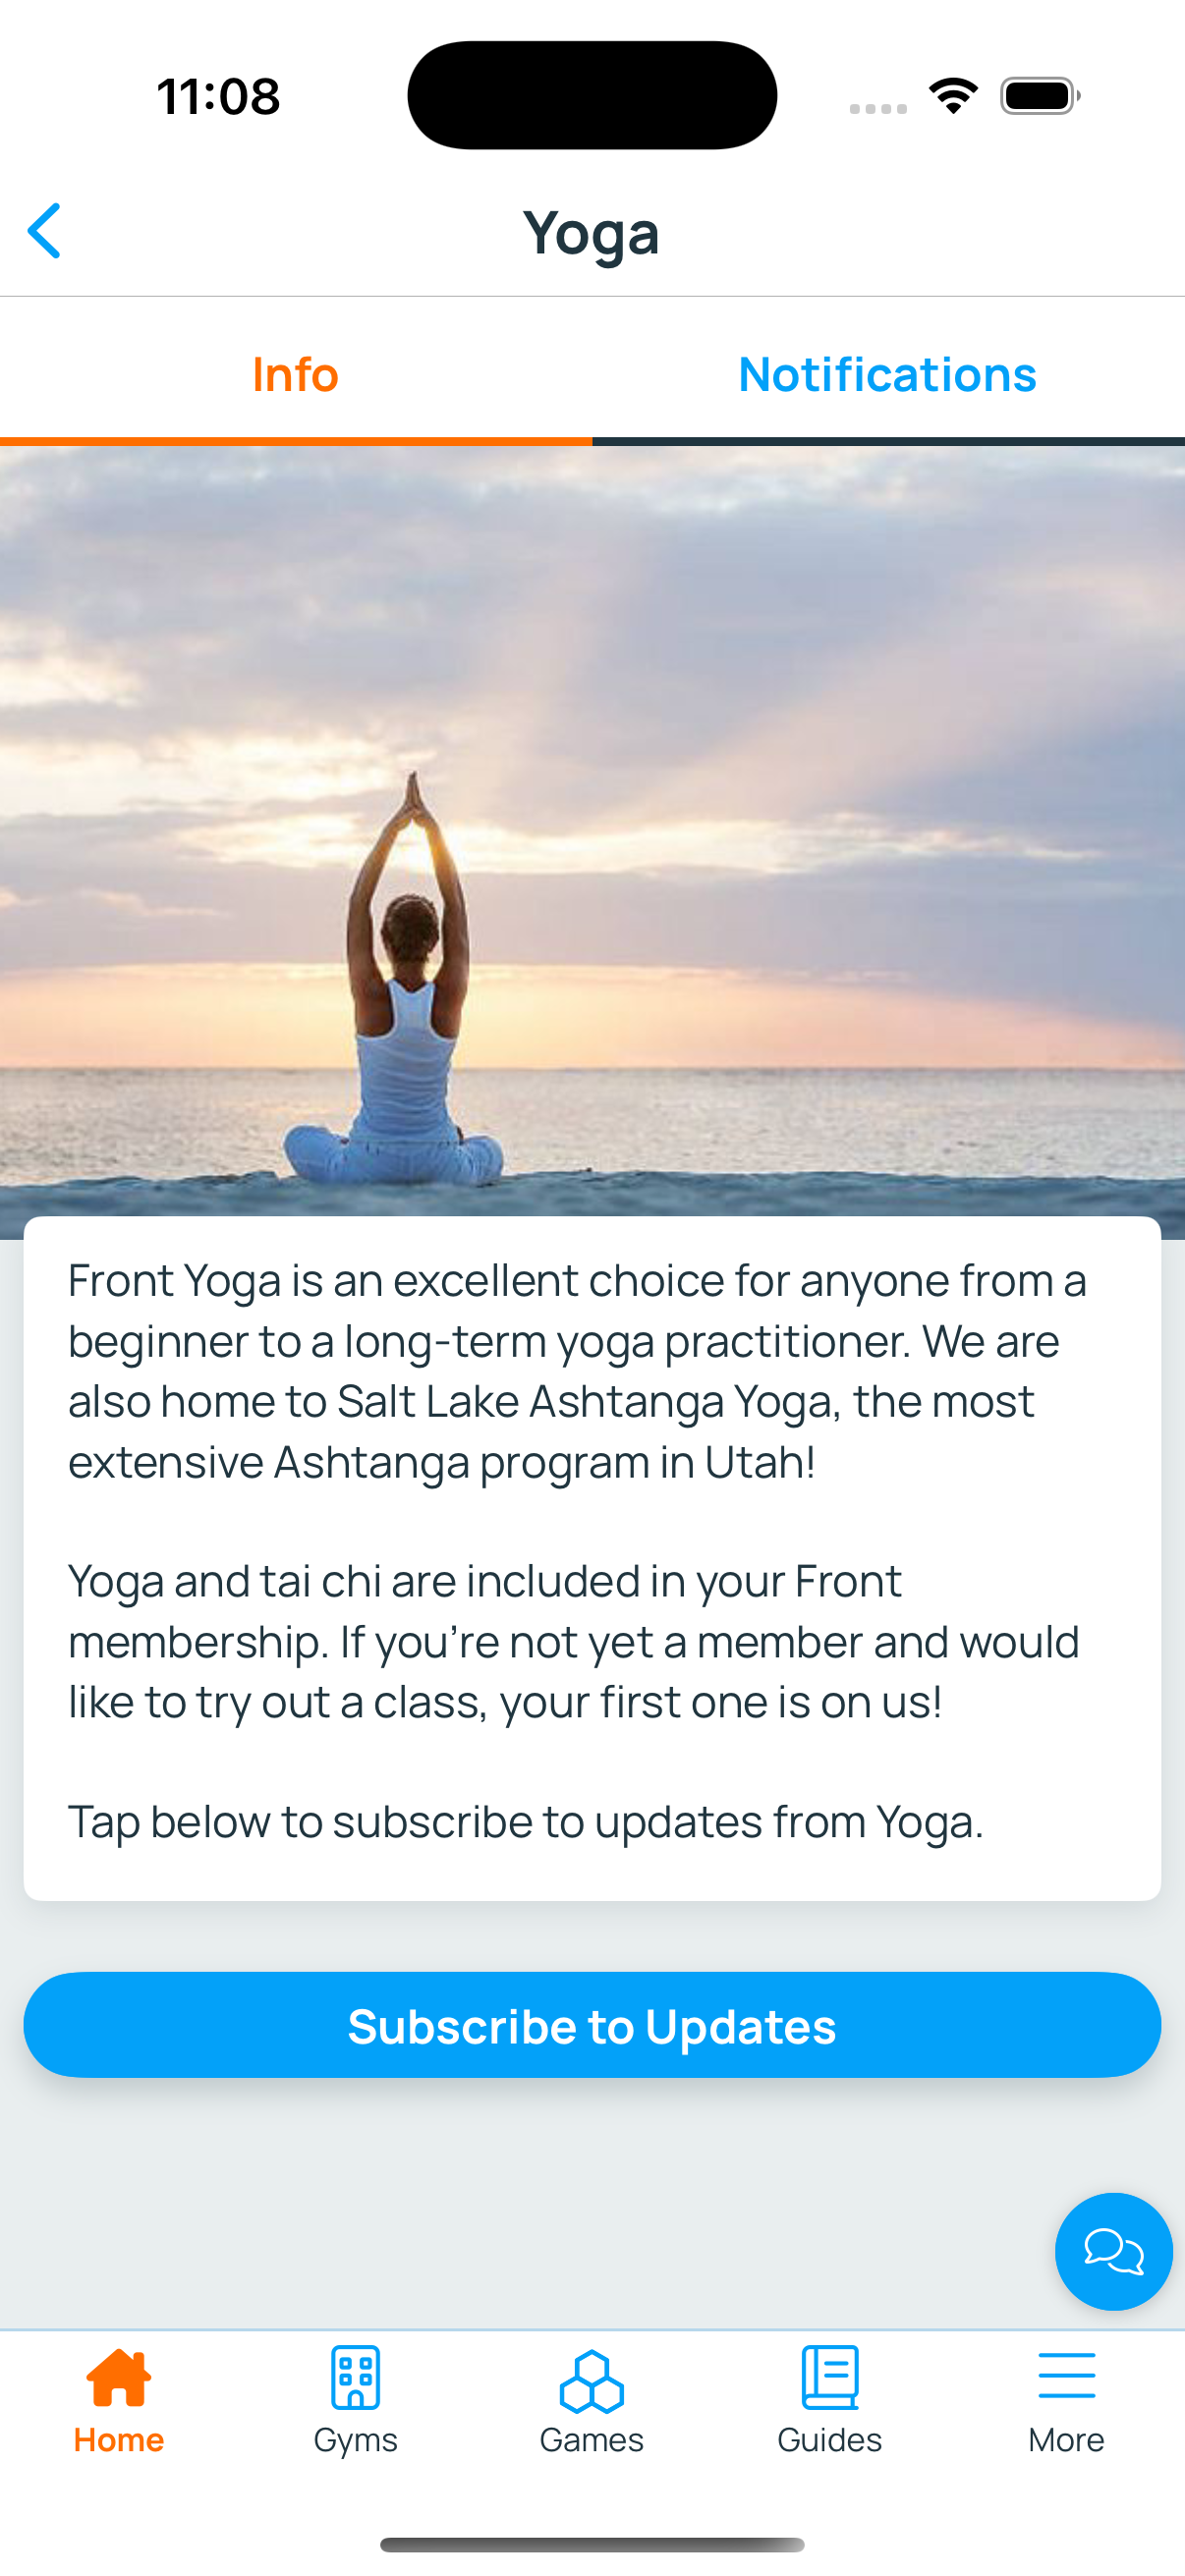 11:08
Yoga
Info
Notifications
Front Yoga is an excellent choice for anyone from a
beginner to a long-term yoga practitioner. We are
also home to Salt Lake Ashtanga Yoga, the most
extensive Ashtanga program in Utah!
Yoga and tai chi are included in your Front
membership. If you’re not yet a member and would
like to try out a class, your first one is on us!
Tap below to subscribe to updates from Yoga.
Subscribe to Updates
Home
Gyms
Games
Guides
More